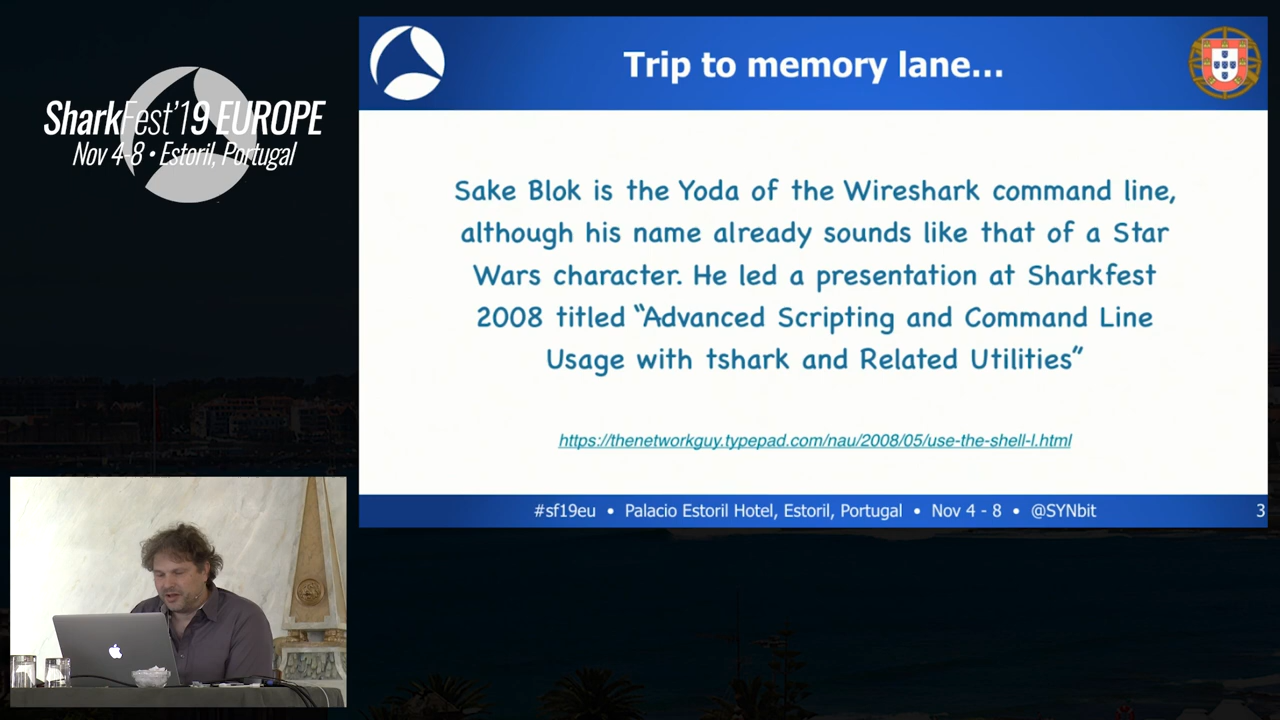 SharkFest'19 EUROPE
Nov 4-8 • Estoril, Portugal
Trip to memory lane...
Sake Blok is the Yoda of the Wireshark command line,
although his name already sounds like that of a Star
Wars character. He led a presentation at Sharkfest
2008 titled “Advanced Scripting and Command Line
Usage with tshark and Related Utilities”
https://thenetworkguy.typepad.com/nau/2008/05/use-the-shell-l.html
#sf19eu • Palacio Estoril Hotel, Estoril, Portugal • Nov 4 - 8 • @SYNbit
3